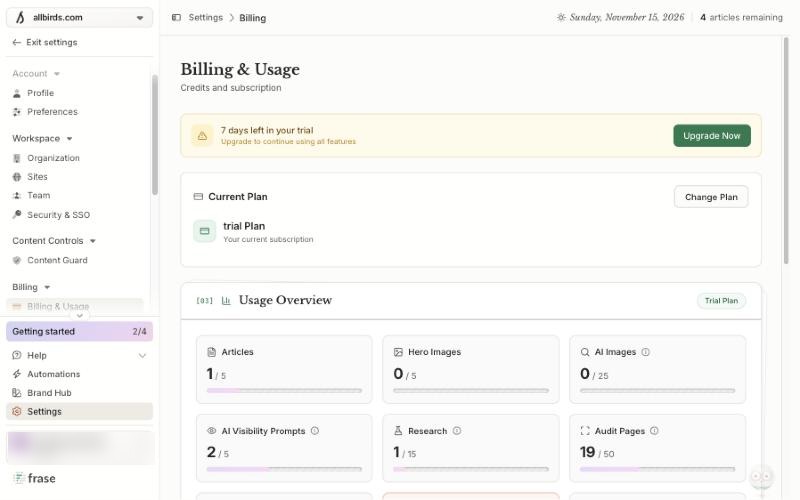 allbirds.com
Exit settings
Account
Profile
Preferences
Workspace
Organization
Sites
Team
Security & SSO
Content Controls
Content Guard
Billing
Billing & Usage
Getting started 2/4
Help
Automations
Brand Hub
Settings
frase
Settings > Billing
Sunday, November 15, 2026
4 articles remaining
Billing & Usage
Credits and subscription
7 days left in your trial
Upgrade to continue using all features
Upgrade Now
Current Plan
Change Plan
trial Plan
Your current subscription
[03] Usage Overview
Trial Plan
Articles
1 / 5
Hero Images
0 / 5
AI Images
0 / 25
AI Visibility Prompts
2 / 5
Research
1 / 15
Audit Pages
19 / 50